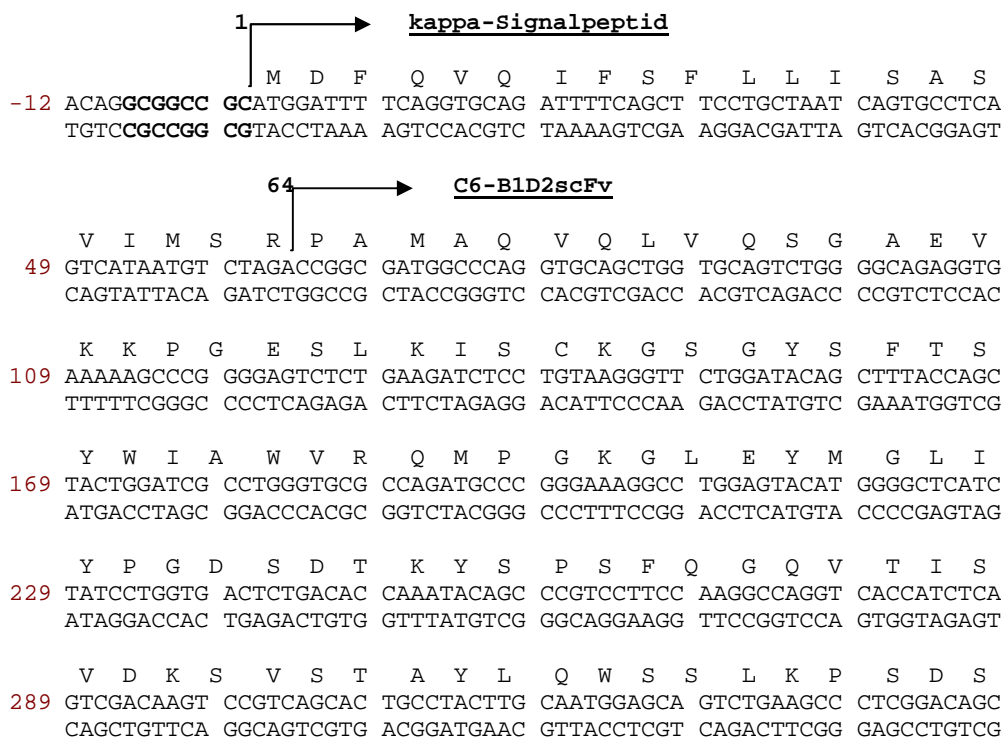 1 kappa-Signalpeptid
M D F Q V Q I F S F L L I S A S
-12 ACAGGCGGCC GCATGGATTT TCAGGTGCAG ATTTTCAGCT TCCTGCTAAT CAGTGCCTCA
TGTCCGCCGG CGTACCTAAA AGTCCACGTC TAAAAGTCGA AGGACGATTA GTCACGGAGT
64 C6-B1D2scFv
V I M S R P A M A Q V Q L V Q S G A E V
49 GTCATAATGT CTAGACCGGC GATGGCCCAG GTGCAGCTGG TGCAGTCTGG GGCAGAGGTG
CAGTATTACA GATCTGGCCG CTACCGGGTC CACGTCGACC ACGTCAGACC CCGTCTCCAC
K K P G E S L K I S C K G S G Y S F T S
109 AAAAAGCCCG GGGAGTCTCT GAAGATCTCC TGTAAGGGTT CTGGATACAG CTTTACCAGC
TTTTTCGGGC CCCTCAGAGA CTTCTAGAGG ACATTCCCAA GACCTATGTC GAAATGGTCG
Y W I A W V R Q M P G K G L E Y M G L I
169 TACTGGATCG CCTGGGTGCG CCAGATGCCC GGGAAAGGCC TGGAGTACAT GGGGCTCATC
ATGACCTAGC GGACCCACGC GGTCTACGGG CCCTTTCCGG ACCTCATGTA CCCCGAGTAG
Y P G D S D T K Y S P S F Q G Q V T I S
229 TATCCTGGTG ACTCTGACAC CAAATACAGC CCGTCCTTCC AAGGCCAGGT CACCATCTCA
ATAGGACCAC TGAGACTGTG GTTTATGTCG GGCAGGAAGG TTCCGGTCCA GTGGTAGAGT
V D K S V S T A Y L Q W S S L K P S D S
289 GTCGACAAGT CCGTCAGCAC TGCCTACTTG CAATGGAGCA GTCTGAAGCC CTCGGACAGC
CAGCTGTTCA GGCAGTCGTG ACGGATGAAC GTTACCTCGT CAGACTTCGG GAGCCTGTCG